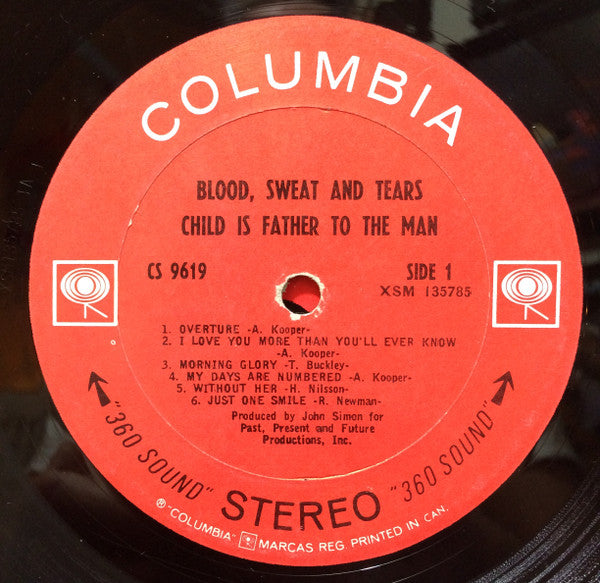 COLUMBIA
BLOOD, SWEAT AND TEARS
CHILD IS FATHER TO THE MAN
CS 9619
SIDE 1
XSM 135785
1. OVERTURE -A. Kooper-
2. I LOVE YOU MORE THAN YOU'LL EVER KNOW
-A. Kooper-
3. MORNING GLORY -T. Buckley-
4. MY DAYS ARE NUMBERED -A. Kooper-
5. WITHOUT HER -H. Nilsson-
6. JUST ONE SMILE -R. Newman-
Produced by John Simon for
Past, Present and Future
Productions, Inc.
"360 SOUND" STEREO "360 SOUND"
® "COLUMBIA" MARCAS REG. PRINTED IN CAN.